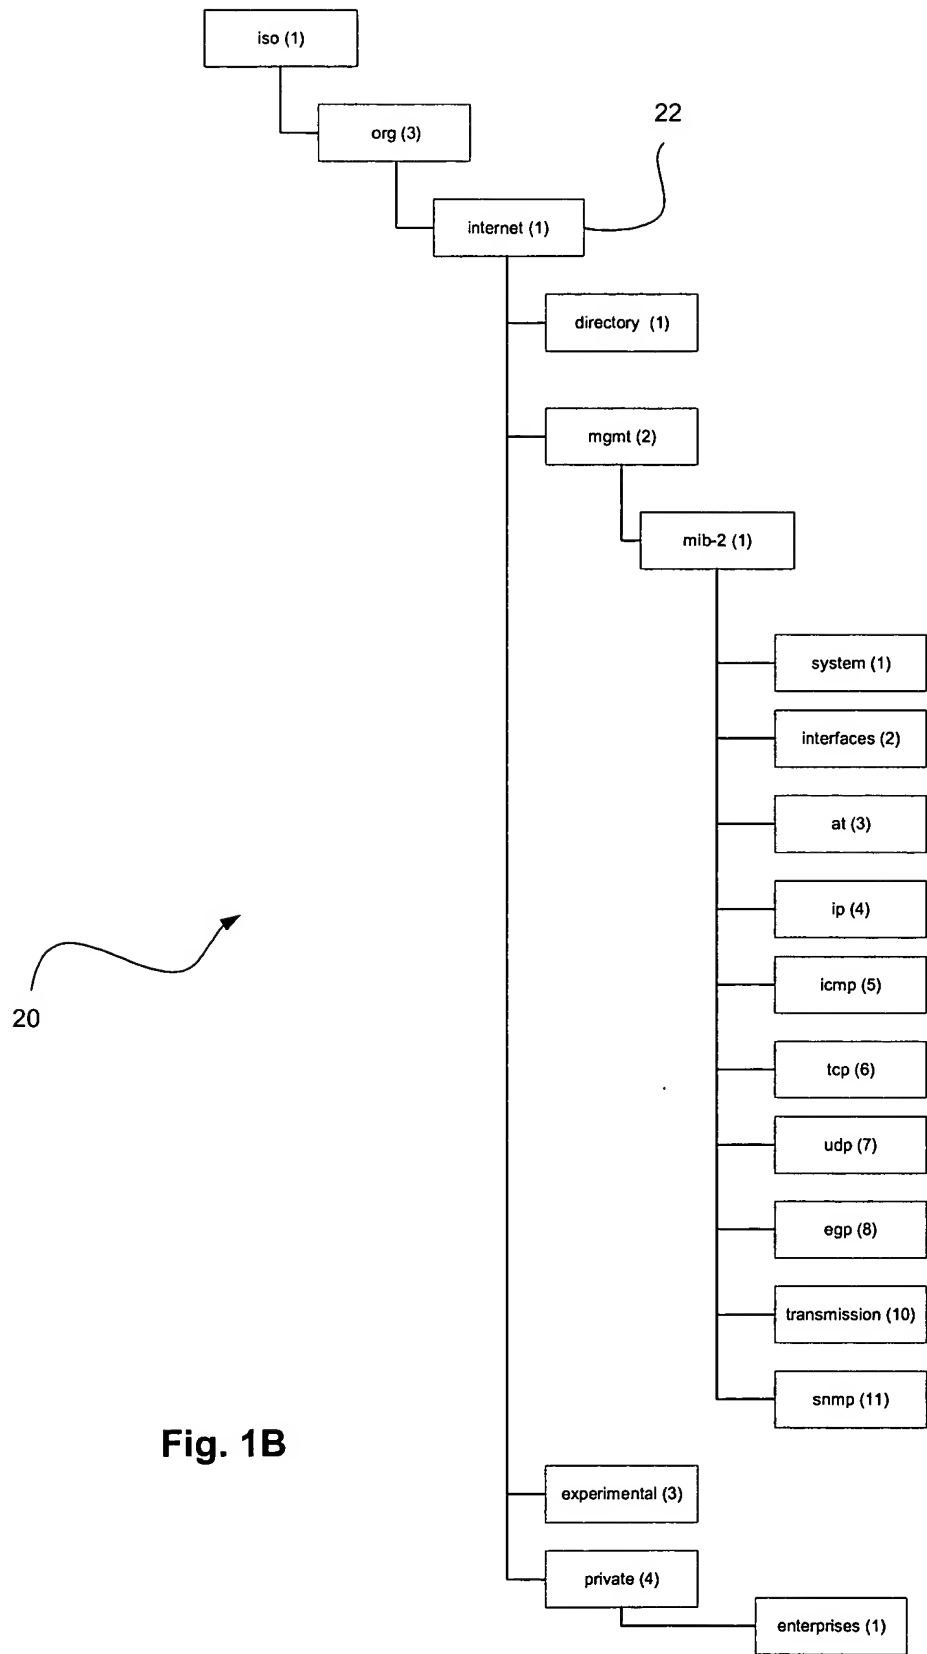 iso (1)
org (3)
22
internet (1)
directory (1)
mgmt (2)
mib-2 (1)
system (1)
interfaces (2)
at (3)
ip (4)
icmp (5)
20
tcp (6)
udp (7)
egp (8)
transmission (10)
snmp (11)
Fig. 1B
experimental (3)
private (4)
enterprises (1)